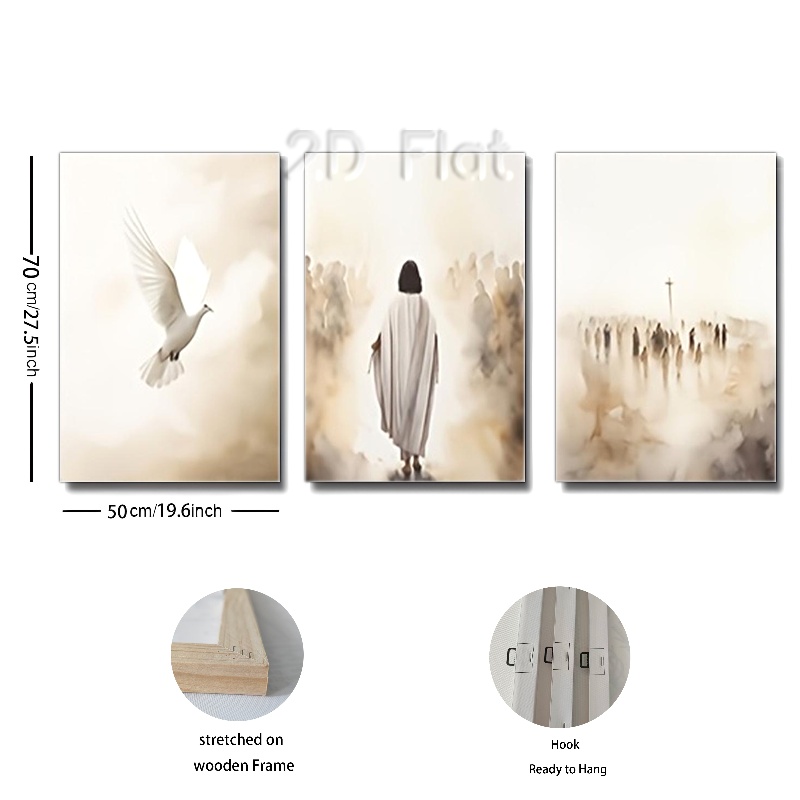 2D Flat
70cm/27.5inch
50cm/19.6inch
stretched on
wooden Frame
Hook
Ready to Hang